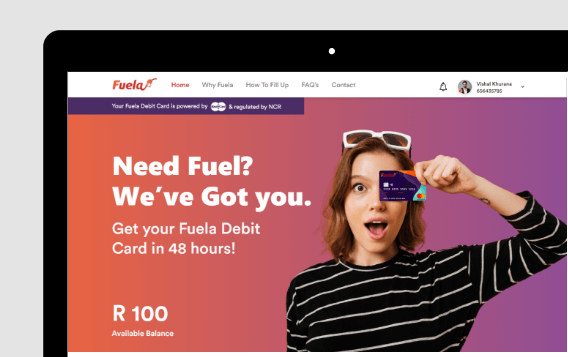 Fuela
Home Why Fuela How To Fill Up FAQ's Contact
Vishal Khurana
656435785
Your Fuela Debit Card is powered by & regulated by NCR
Need Fuel?
We've Got you.
Get your Fuela Debit
Card in 48 hours!
R 100
Available Balance